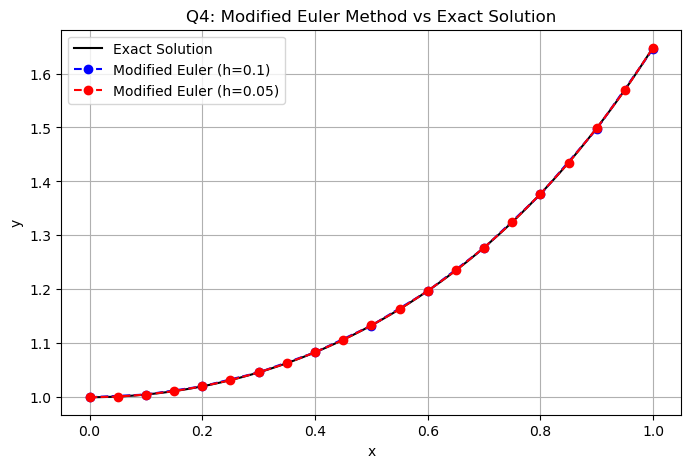 Q4: Modified Euler Method vs Exact Solution
Exact Solution
Modified Euler (h=0.1)
Modified Euler (h=0.05)
1.6
1.5
1.4
1.3
1.2
1.1
1.0
y
0.0 0.2 0.4 0.6 0.8 1.0
x